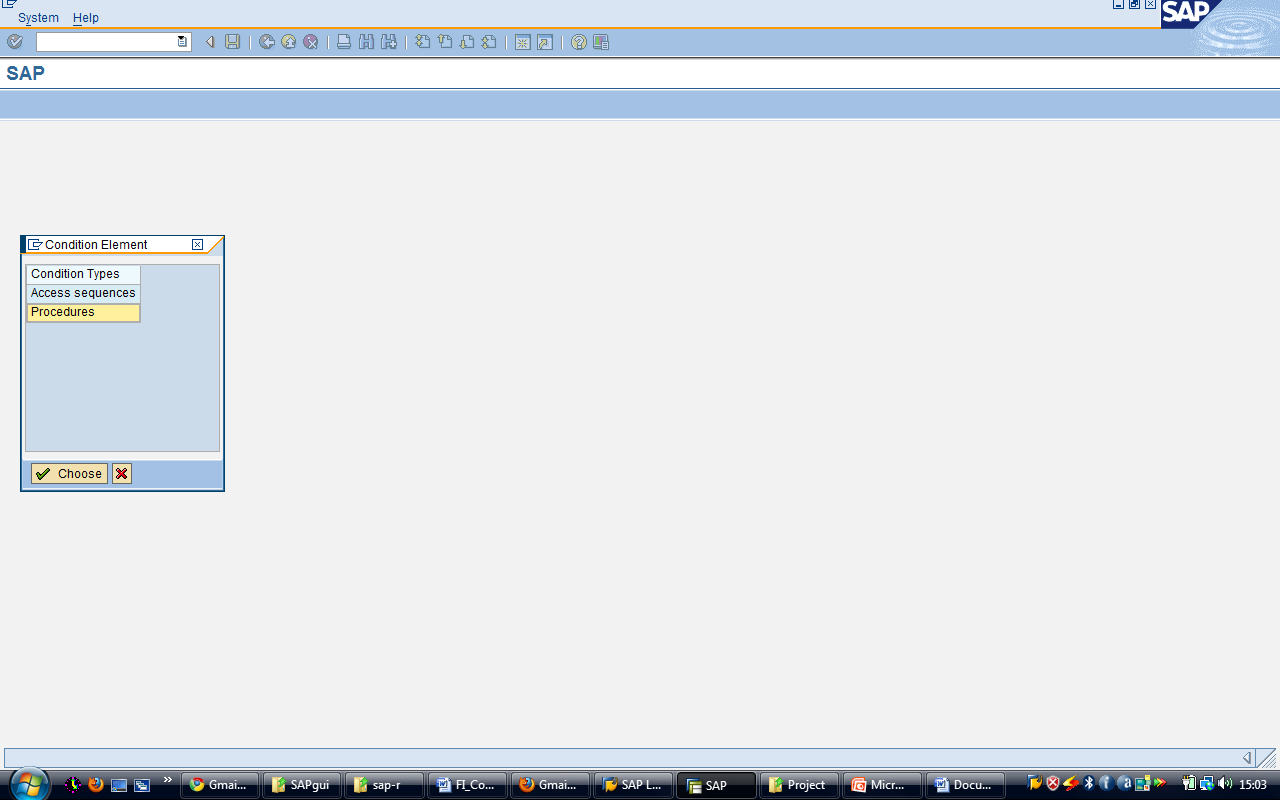 System Help
SAP
SAP
Condition Element
Condition Types
Access sequences
Procedures
Choose
Gmai... SAPgui sap-r FI_Co... Gmai... SAP L... SAP Project Micr... Docu... 15:03